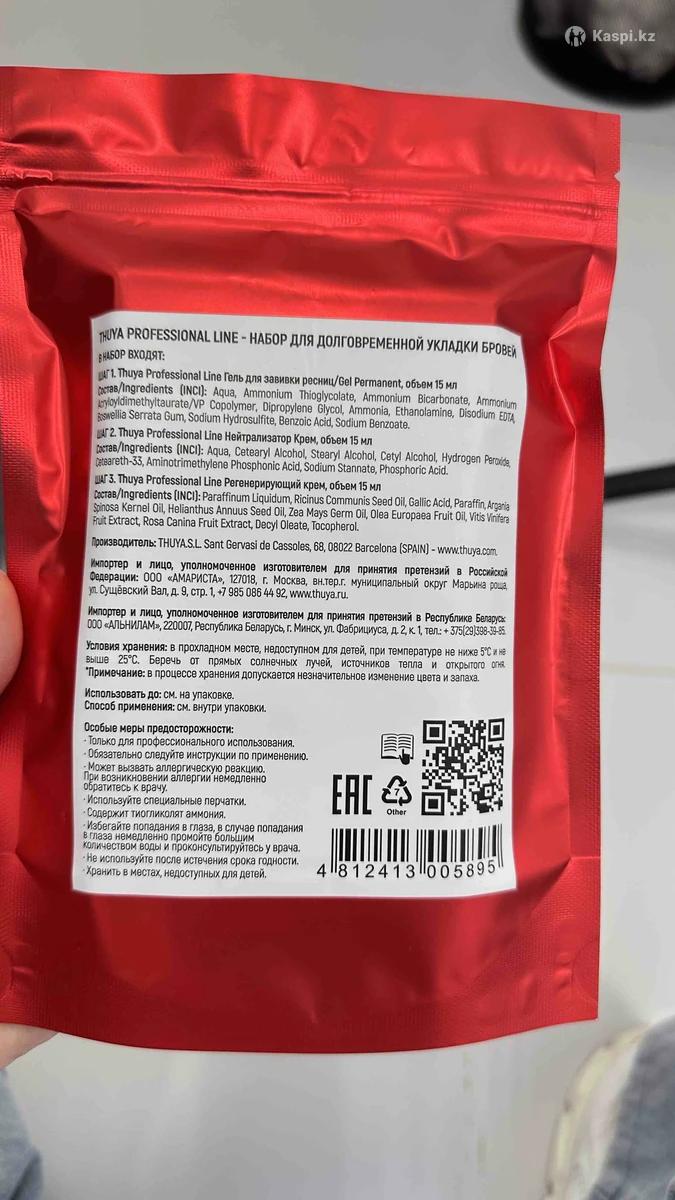 Kaspi.kz
THUYA PROFESSIONAL LINE - НАБОР ДЛЯ ДОЛГОВРЕМЕННОЙ УКЛАДКИ БРОВЕЙ
В НАБОР ВХОДЯТ:
ШАГ 1. Thuya Professional Line Гель для завивки ресниц/Gel Permanent, объем 15 мл
Состав/Ingredients (INCI): Aqua, Ammonium Thioglycolate, Ammonium Bicarbonate, Ammonium
Acryloyldimethyltaurate/VP Copolymer, Dipropylene Glycol, Ammonia, Ethanolamine, Disodium EDTA,
Boswellia Serrata Gum, Sodium Hydrosulfite, Benzoic Acid, Sodium Benzoate.
ШАГ 2. Thuya Professional Line Нейтрализатор Крем, объем 15 мл
Состав/Ingredients (INCI): Aqua, Cetearyl Alcohol, Stearyl Alcohol, Cetyl Alcohol, Hydrogen Peroxide,
Ceteareth-33, Aminotrimethylene Phosphonic Acid, Sodium Stannate, Phosphoric Acid.
ШАГ 3. Thuya Professional Line Регенерирующий крем, объем 15 мл
Состав/Ingredients (INCI): Paraffinum Liquidum, Ricinus Communis Seed Oil, Gallic Acid, Paraffin, Argania
Spinosa Kernel Oil, Helianthus Annuus Seed Oil, Zea Mays Germ Oil, Olea Europaea Fruit Oil, Vitis Vinifera
Fruit Extract, Rosa Canina Fruit Extract, Decyl Oleate, Tocopherol.
Производитель: THUYA.S.L. Sant Gervasi de Cassoles, 68, 08022 Barcelona (SPAIN) - www.thuya.com.
Импортер и лицо, уполномоченное изготовителем для принятия претензий в Российской
Федерации: ООО «АМАРИСТА», 127018, г. Москва, вн.тер.г. муниципальный округ Марьина роща,
ул. Сущёвский Вал, д. 9, стр. 1, +7 985 086 44 92, www.thuya.ru.
Импортер и лицо, уполномоченное изготовителем для принятия претензий в Республике Беларусь:
ООО «АЛЬНИЛАМ», 220007, Республика Беларусь, г. Минск, ул. Фабрициуса, д. 2, к. 1, тел.: + 375(29)398-39-85.
Условия хранения: в прохладном месте, недоступном для детей, при температуре не ниже 5°С и не
выше 25°С. Беречь от прямых солнечных лучей, источников тепла и открытого огня.
*Примечание: в процессе хранения допускается незначительное изменение цвета и запаха.
Использовать до: см. на упаковке.
Способ применения: см. внутри упаковки.
Особые меры предосторожности:
· Только для профессионального использования.
· Обязательно следуйте инструкции по применению.
· Может вызвать аллергическую реакцию.
При возникновении аллергии немедленно
обратитесь к врачу.
· Используйте специальные перчатки.
· Содержит тиогликолят аммония.
· Избегайте попадания в глаза, в случае попадания
в глаза немедленно промойте большим
количеством воды и проконсультируйтесь у врача.
· Не используйте после истечения срока годности.
· Хранить в местах, недоступных для детей.
EAC
7
Other
4 812413 005895